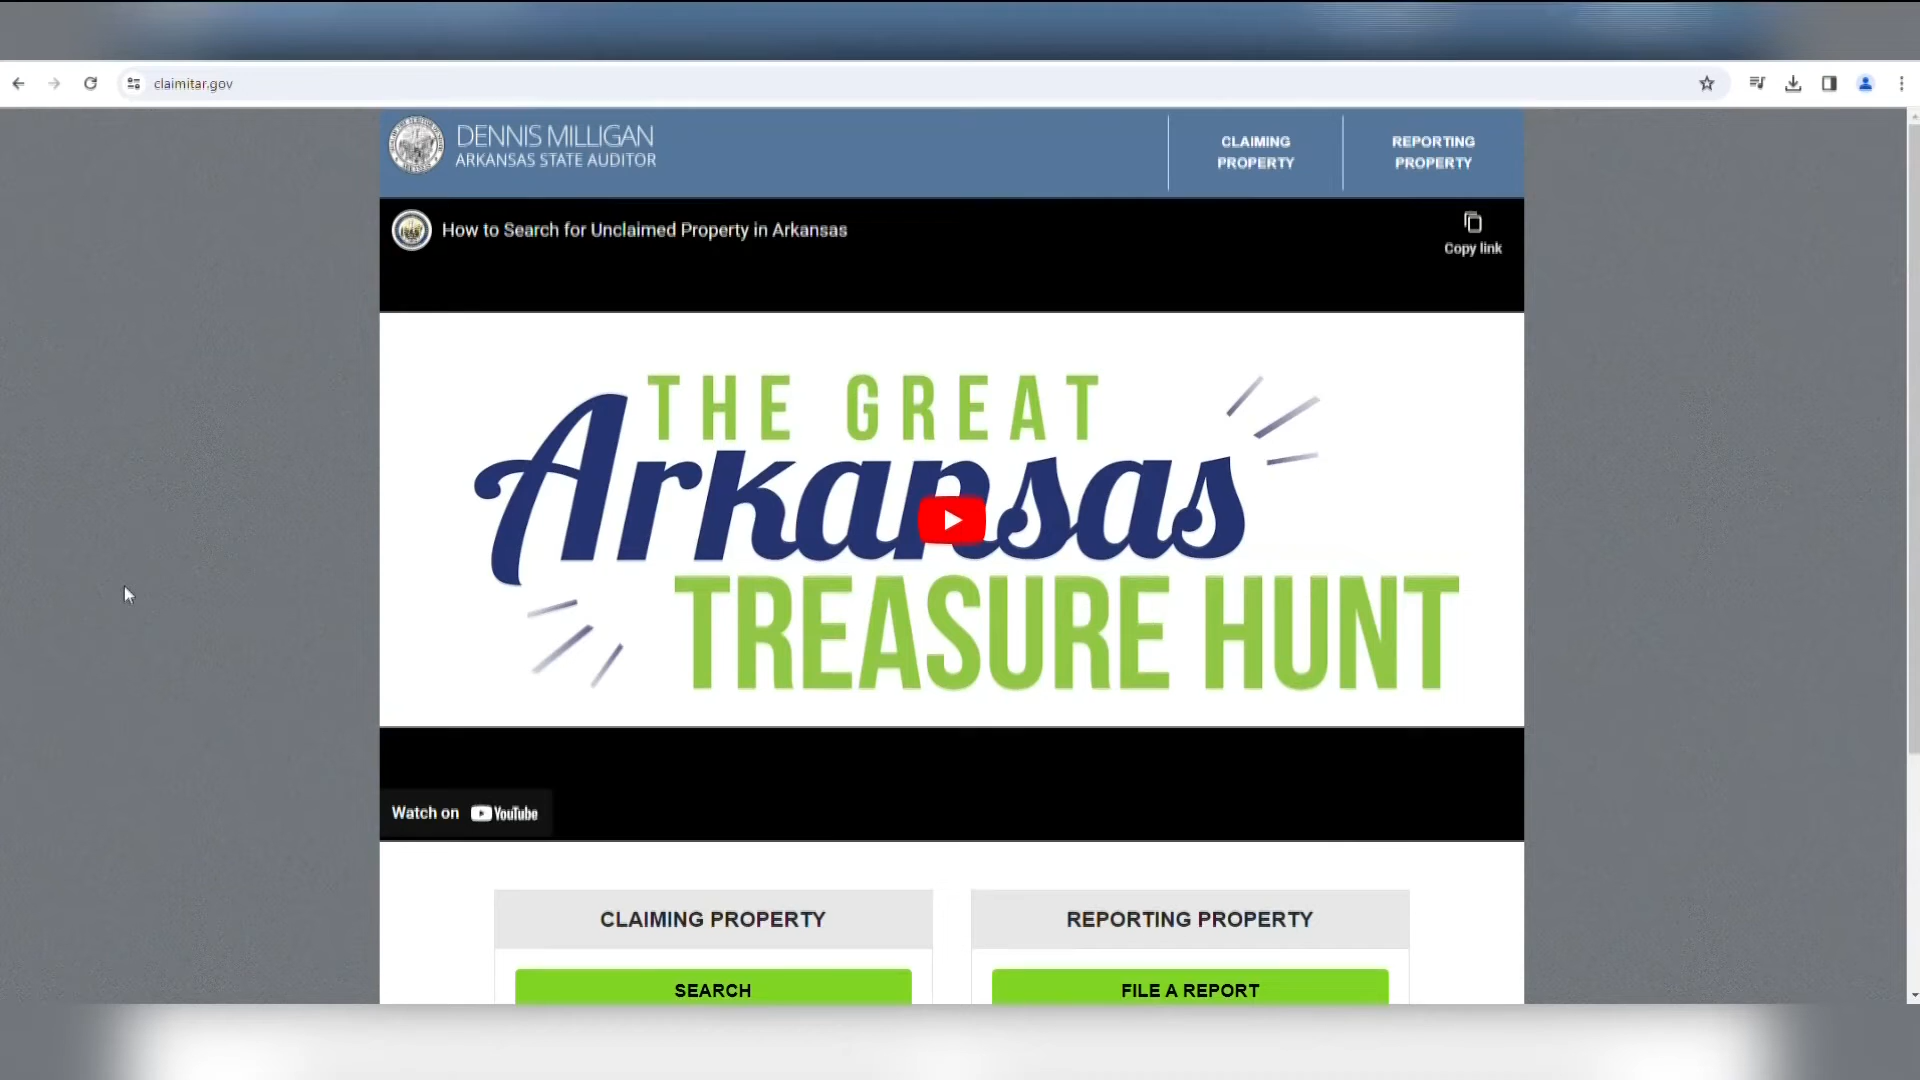 claimitar.gov
DENNIS MILLIGAN
ARKANSAS STATE AUDITOR
CLAIMING
PROPERTY
REPORTING
PROPERTY
How to Search for Unclaimed Property in Arkansas
Copy link
THE GREAT
Arkansas
TREASURE HUNT
Watch on YouTube
CLAIMING PROPERTY
REPORTING PROPERTY
SEARCH
FILE A REPORT